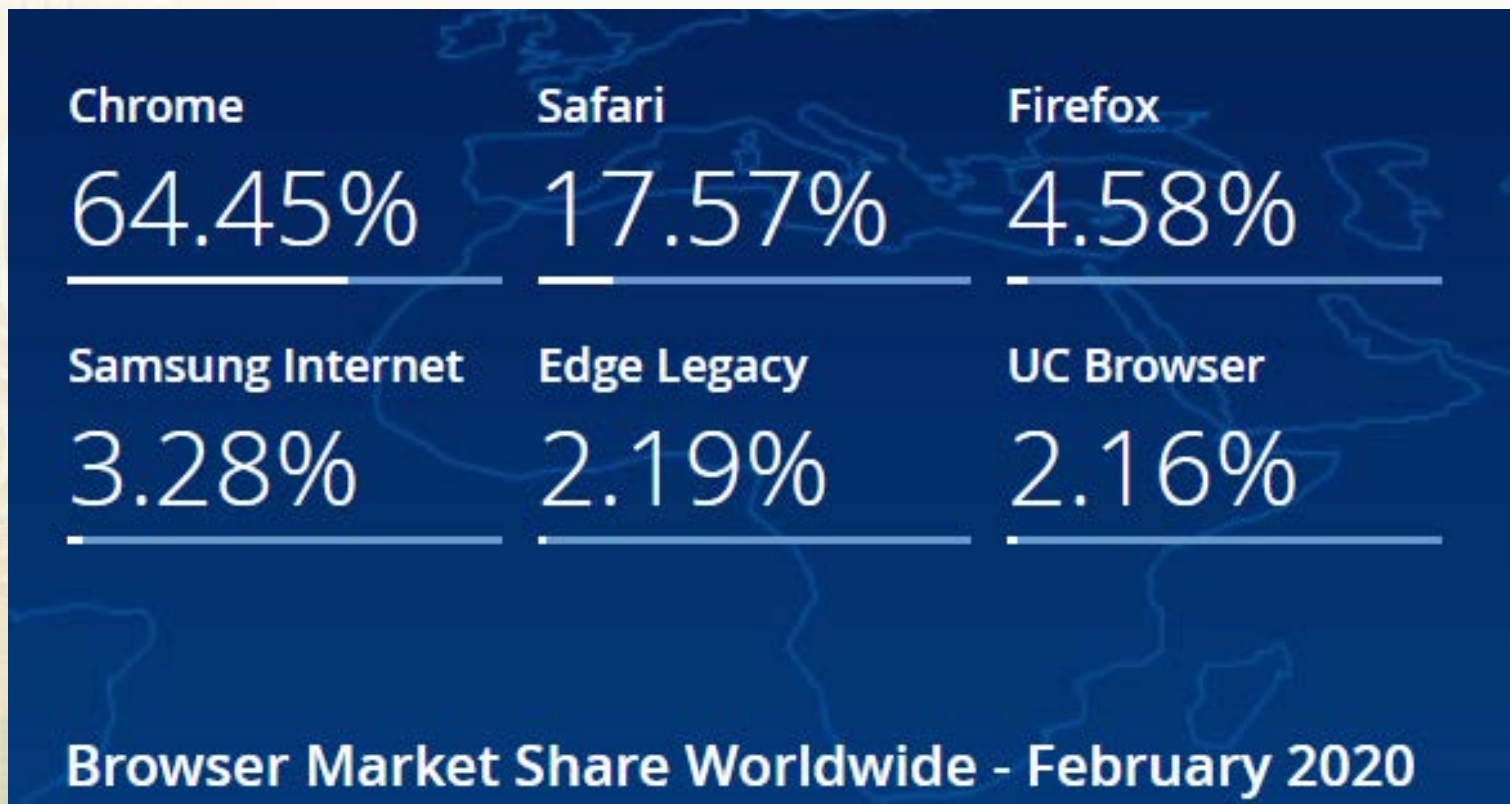 Chrome Safari Firefox
64.45% 17.57% 4.58%
Samsung Internet Edge Legacy UC Browser
3.28% 2.19% 2.16%
Browser Market Share Worldwide - February 2020